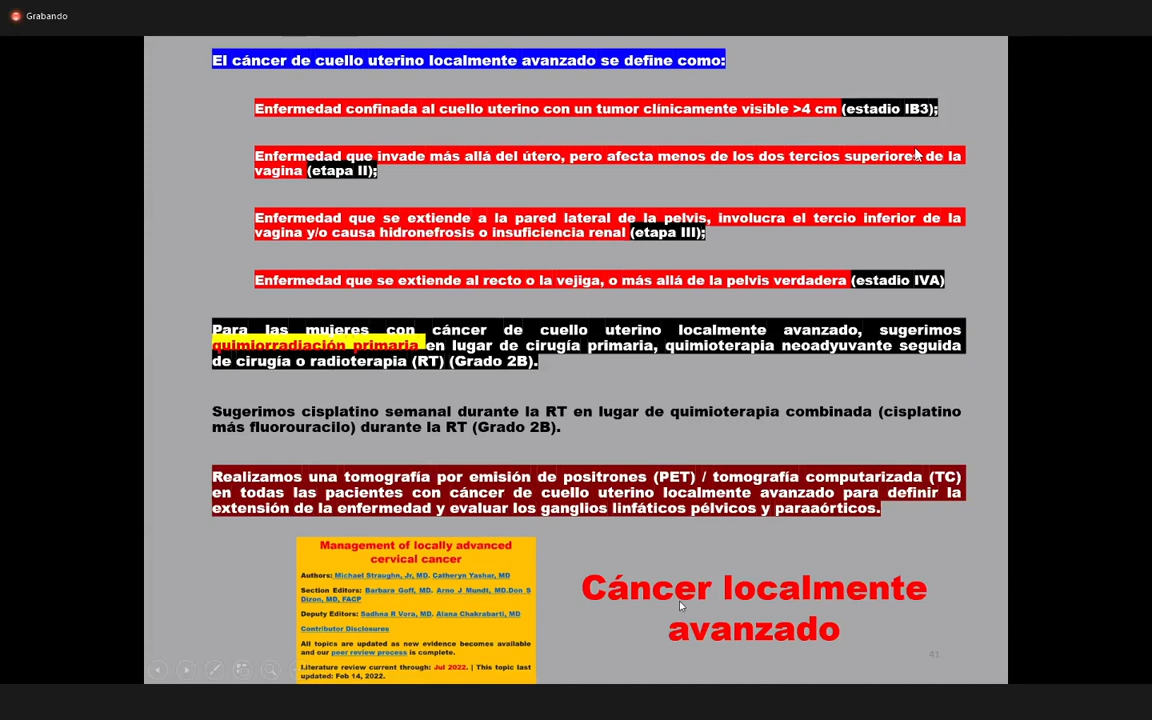 Grabando
El cáncer de cuello uterino localmente avanzado se define como:
Enfermedad confinada al cuello uterino con un tumor clínicamente visible >4 cm (estadio IB3);
Enfermedad que invade más allá del útero, pero afecta menos de los dos tercios superiores de la
vagina (etapa II);
Enfermedad que se extiende a la pared lateral de la pelvis, involucra el tercio inferior de la
vagina y/o causa hidronefrosis o insuficiencia renal (etapa III);
Enfermedad que se extiende al recto o la vejiga, o más allá de la pelvis verdadera (estadio IVA)
Para las mujeres con cáncer de cuello uterino localmente avanzado, sugerimos
quimiorradiación primaria en lugar de cirugía primaria, quimioterapia neoadyuvante seguida
de cirugía o radioterapia (RT) (Grado 2B).
Sugerimos cisplatino semanal durante la RT en lugar de quimioterapia combinada (cisplatino
más fluorouracilo) durante la RT (Grado 2B).
Realizamos una tomografía por emisión de positrones (PET) / tomografía computarizada (TC)
en todas las pacientes con cáncer de cuello uterino localmente avanzado para definir la
extensión de la enfermedad y evaluar los ganglios linfáticos pélvicos y paraaórticos.
Management of locally advanced
cervical cancer
Authors: Michael Straughn, Jr, MD. Catheryn Yashar, MD
Section Editors: Barbara Goff, MD. Arno J Mundt, MD.Don S
Dizon, MD, FACP
Deputy Editors: Sadhna R Vora, MD. Alana Chakrabarti, MD
Contributor Disclosures
All topics are updated as new evidence becomes available
and our peer review process is complete.
Literature review current through: Jul 2022. | This topic last
updated: Feb 14, 2022.
Cáncer localmente
avanzado
41